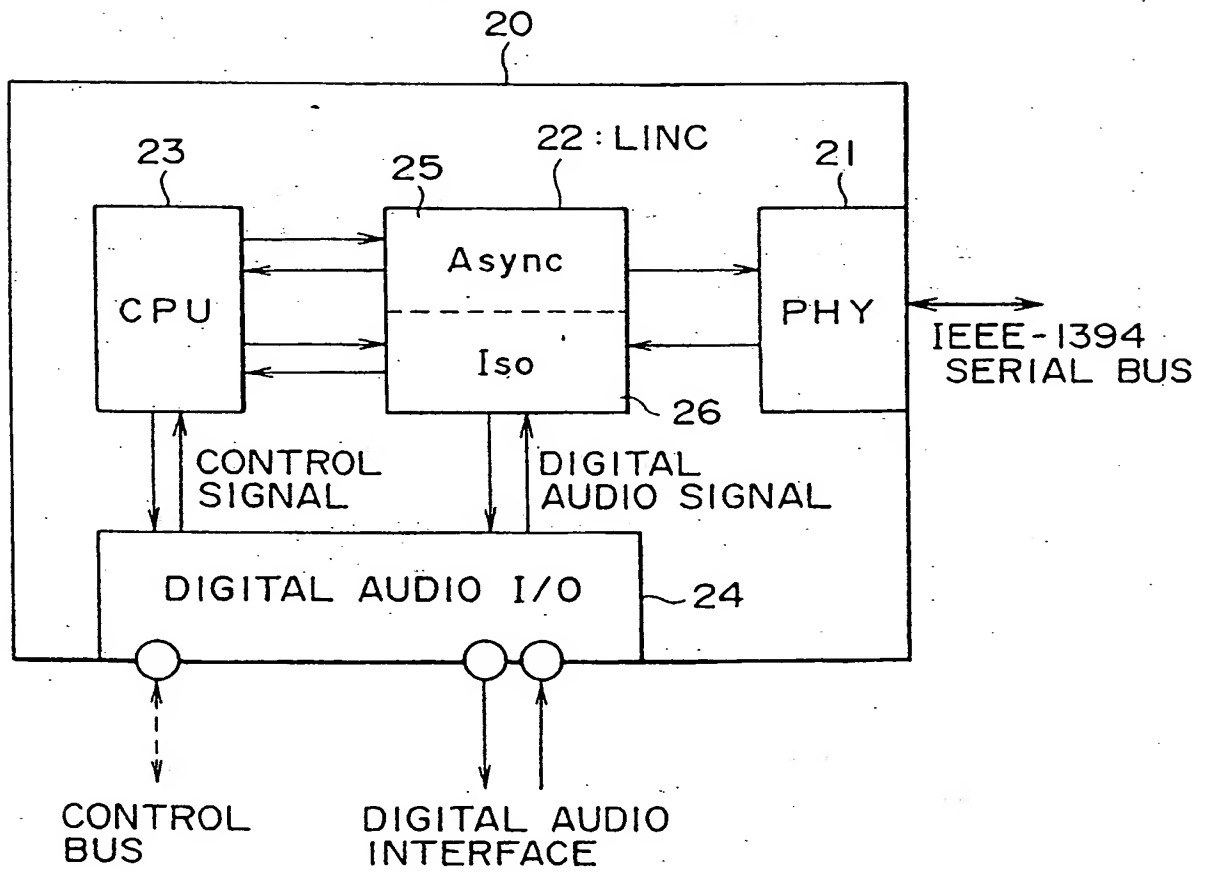 20
23
25
22 : LINC
21
CPU
Async
Iso
PHY
IEEE-1394
SERIAL BUS
26
CONTROL
SIGNAL
DIGITAL
AUDIO SIGNAL
DIGITAL AUDIO I/O
24
CONTROL
BUS
DIGITAL AUDIO
INTERFACE